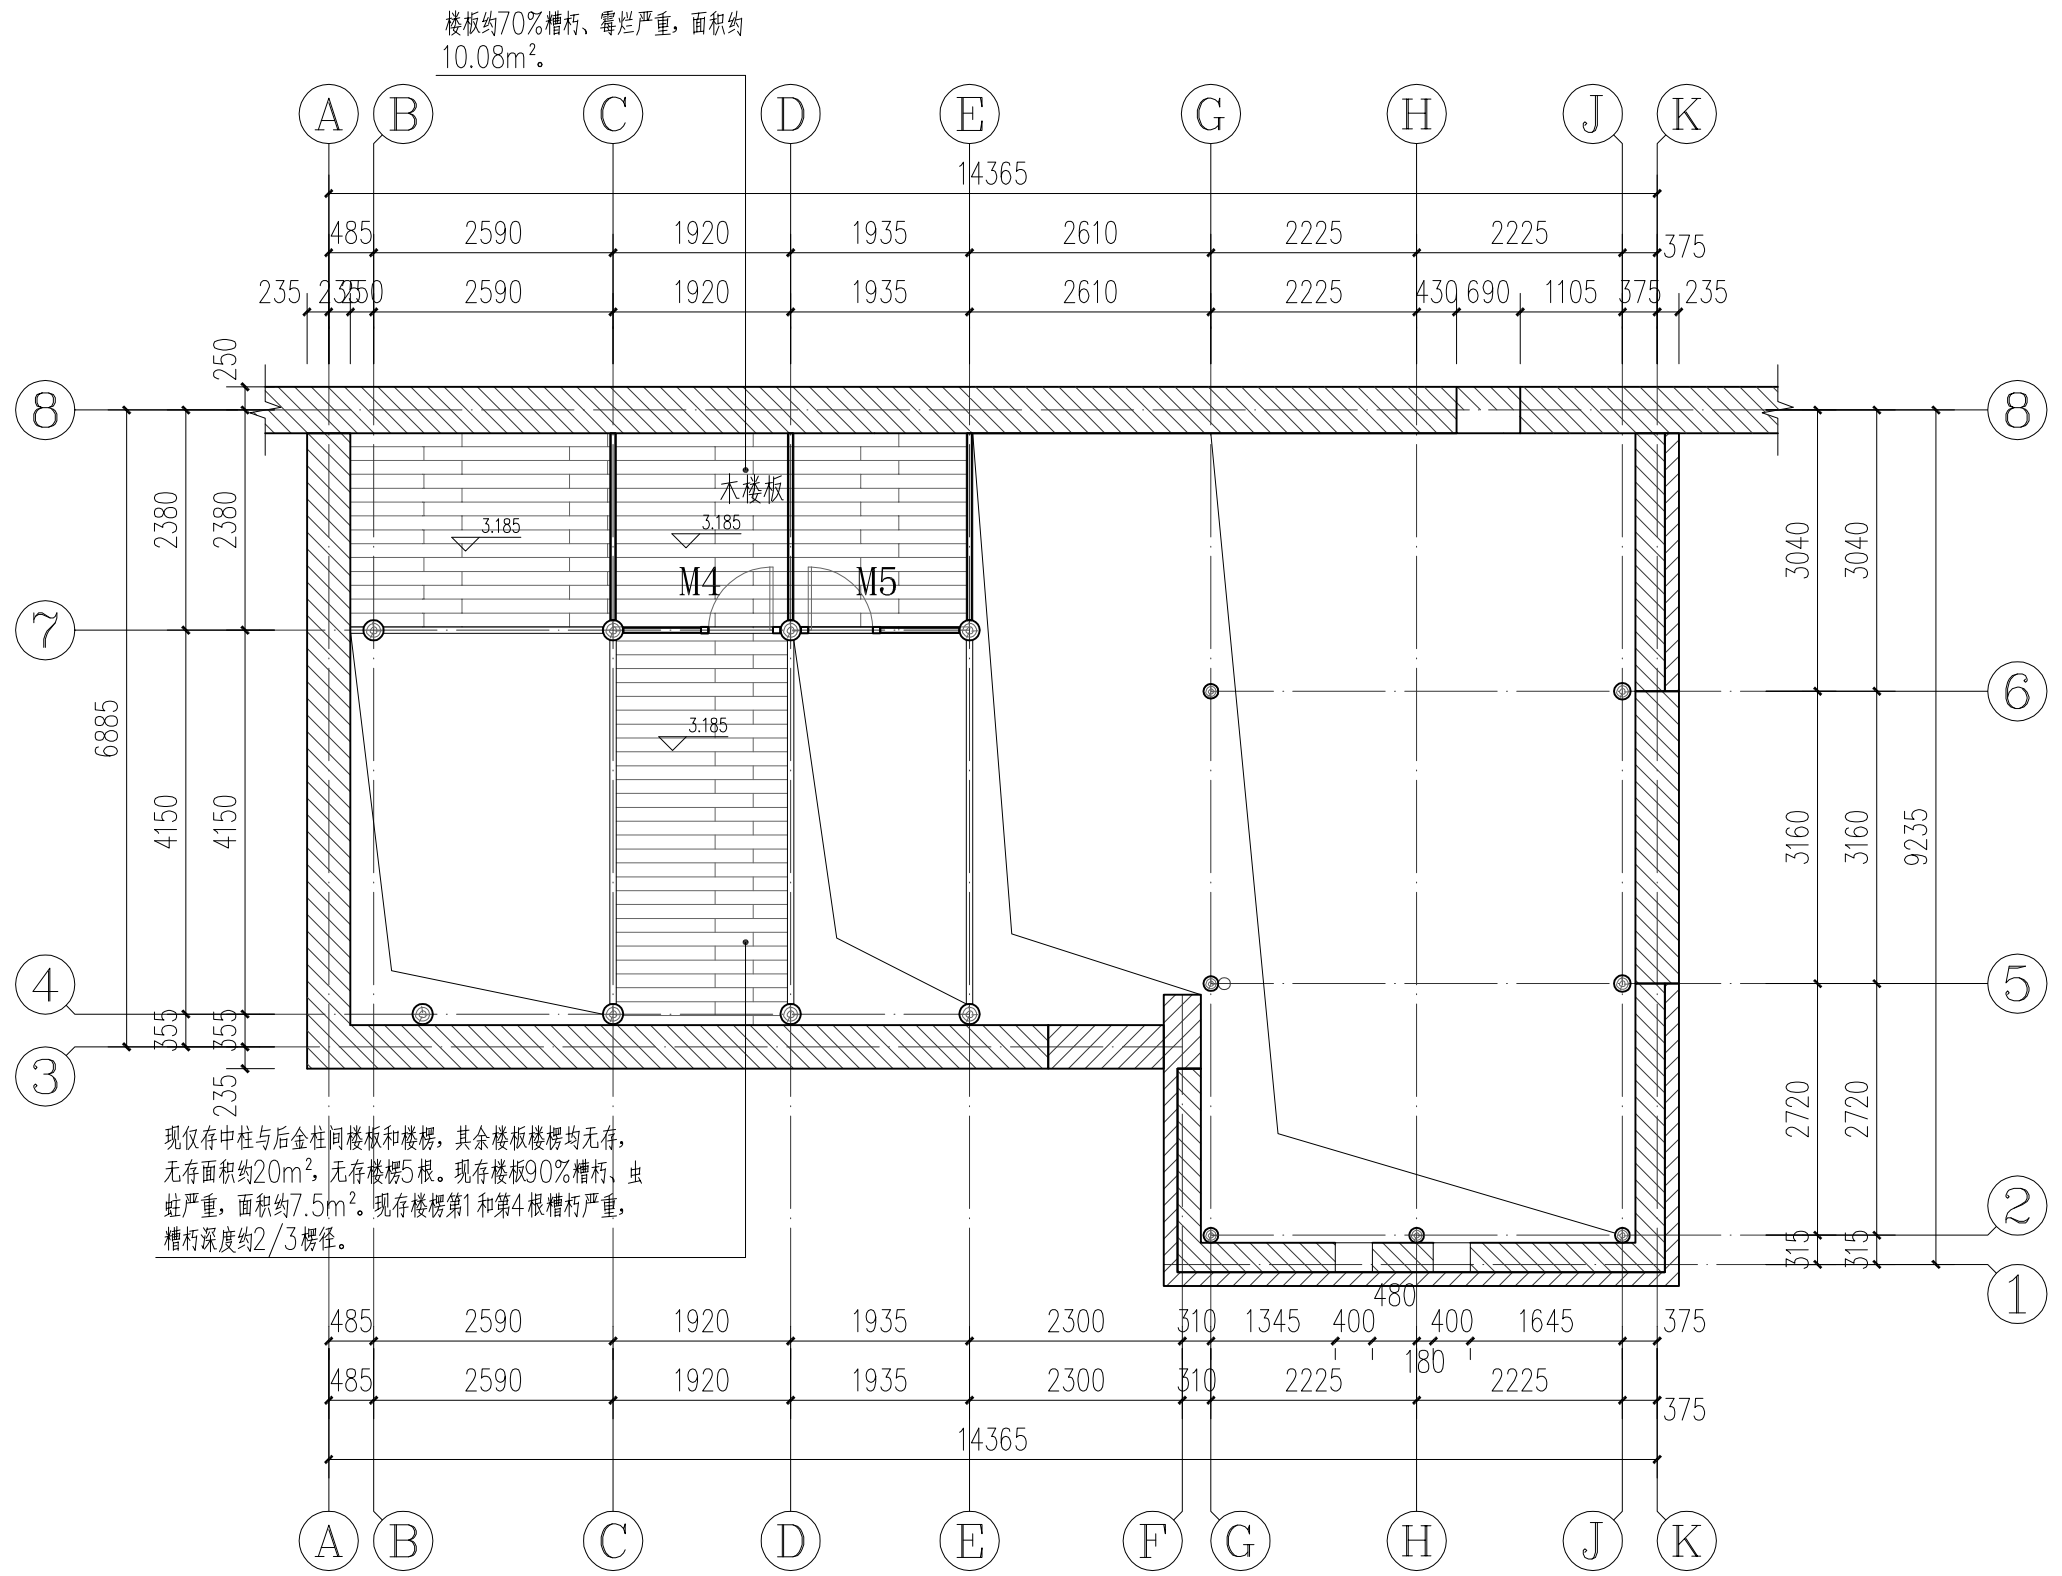 楼板约70%糟朽、霉烂严重，面积约
10.08m²。
A B C D E G H J K
14365
485 2590 1920 1935 2610 2225 2225 375
235 235 250 2590 1920 1935 2610 2225 430 690 1105 375 235
250
8 8
木楼板
3.185 3.185
2380 2380 3040 3040
M4 M5
7
6
3.185
6885 4150 4150 3160 3160 9235
4 5
355 355
3
235
2720 2720
现仅存中柱与后金柱间楼板和楼楞，其余楼板楼楞均无存，
无存面积约20m²，无存楼楞5根。现存楼板90%糟朽、虫
蛀严重，面积约7.5m²。现存楼楞第1和第4根糟朽严重，
糟朽深度约2/3楞径。
2
315 315
1
480
485 2590 1920 1935 2300 310 1345 400 400 1645 375
180
485 2590 1920 1935 2300 310 2225 2225 375
14365
A B C D E F G H J K